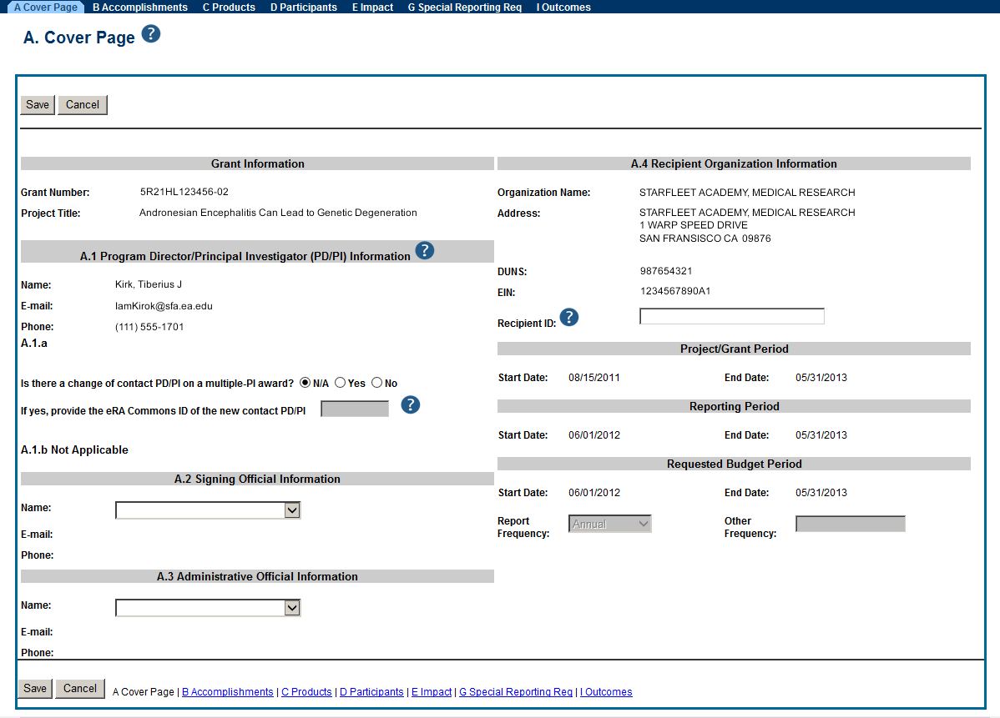 A Cover Page B Accomplishments C Products D Participants E Impact G Special Reporting Req I Outcomes
A. Cover Page ?
Save Cancel
Grant Information
Grant Number: 5R21HL123456-02
Project Title: Andronesian Encephalitis Can Lead to Genetic Degeneration
A.1 Program Director/Principal Investigator (PD/PI) Information ?
Name: Kirk, Tiberius J
E-mail: IamKirok@sfa.ea.edu
Phone: (111) 555-1701
A.1.a
Is there a change of contact PD/PI on a multiple-PI award? N/A Yes No
If yes, provide the eRA Commons ID of the new contact PD/PI ?
A.1.b Not Applicable
A.2 Signing Official Information
Name:
E-mail:
Phone:
A.3 Administrative Official Information
Name:
E-mail:
Phone:
A.4 Recipient Organization Information
Organization Name: STARFLEET ACADEMY, MEDICAL RESEARCH
Address: STARFLEET ACADEMY, MEDICAL RESEARCH
1 WARP SPEED DRIVE
SAN FRANSISCO CA 09876
DUNS: 987654321
EIN: 1234567890A1
Recipient ID: ?
Project/Grant Period
Start Date: 08/15/2011 End Date: 05/31/2013
Reporting Period
Start Date: 06/01/2012 End Date: 05/31/2013
Requested Budget Period
Start Date: 06/01/2012 End Date: 05/31/2013
Report Other
Frequency: Annual Frequency:
Save Cancel A Cover Page | B Accomplishments | C Products | D Participants | E Impact | G Special Reporting Req | I Outcomes